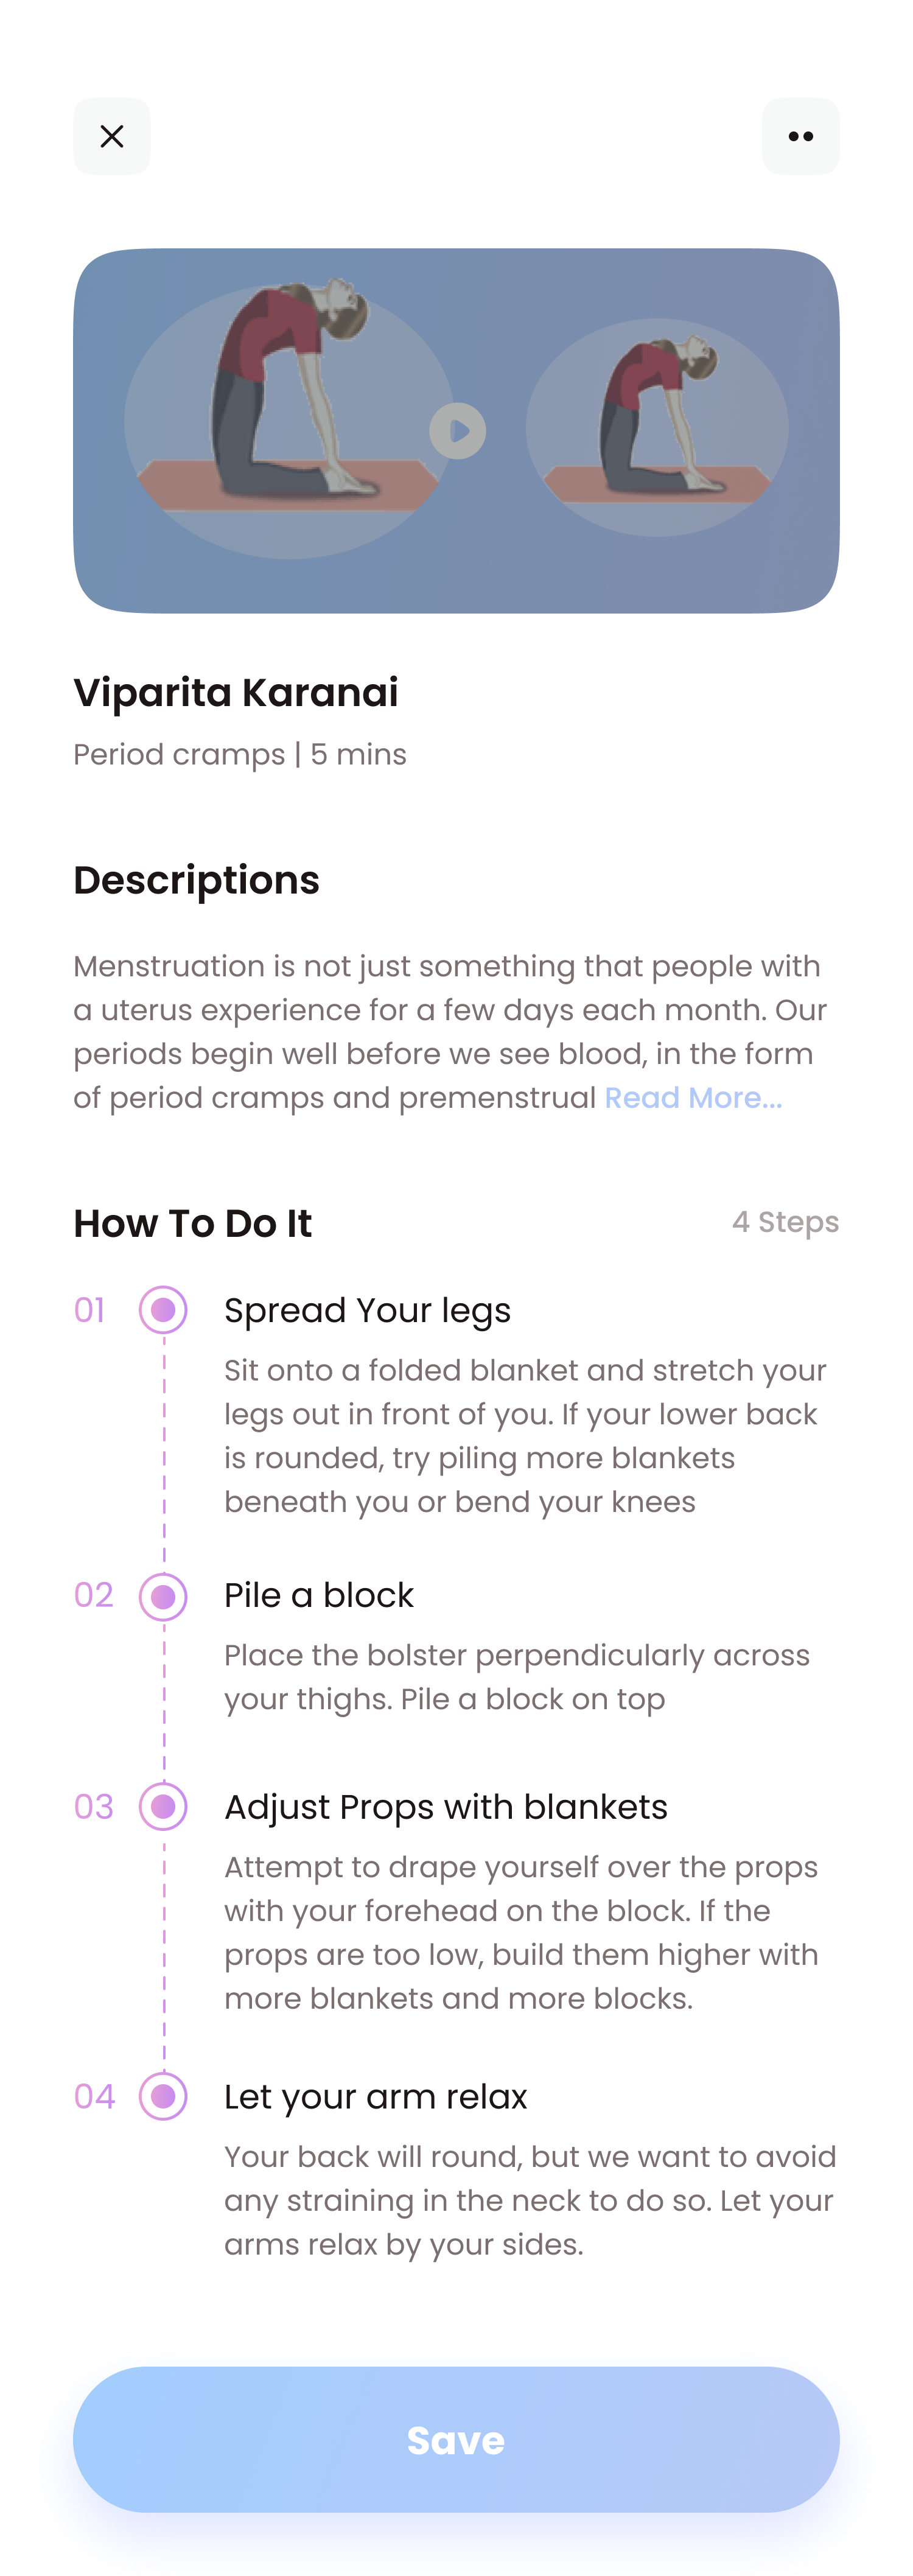 Viparita Karanai
Period cramps | 5 mins
Descriptions
Menstruation is not just something that people with
a uterus experience for a few days each month. Our
periods begin well before we see blood, in the form
of period cramps and premenstrual Read More...
How To Do It
4 Steps
01
Spread Your legs
Sit onto a folded blanket and stretch your
legs out in front of you. If your lower back
is rounded, try piling more blankets
beneath you or bend your knees
02
Pile a block
Place the bolster perpendicularly across
your thighs. Pile a block on top
03
Adjust Props with blankets
Attempt to drape yourself over the props
with your forehead on the block. If the
props are too low, build them higher with
more blankets and more blocks.
04
Let your arm relax
Your back will round, but we want to avoid
any straining in the neck to do so. Let your
arms relax by your sides.
Save